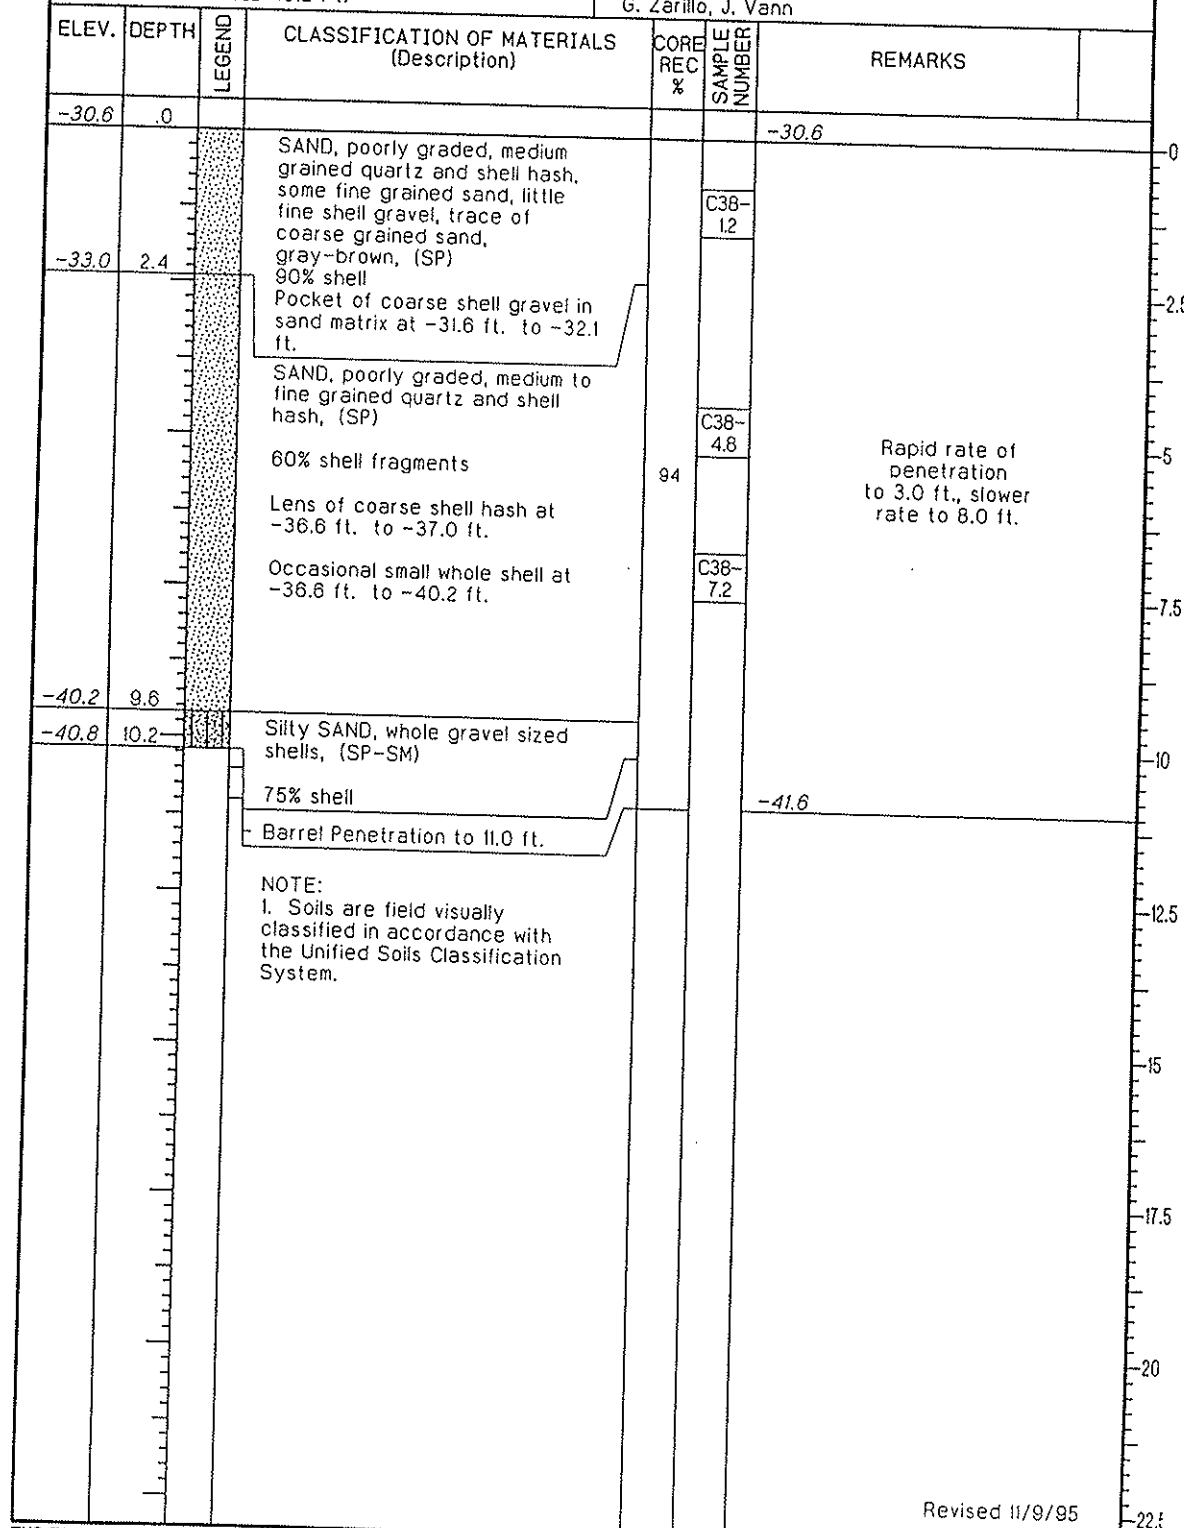 G. Zarillo, J. Vann
ELEV.
DEPTH
LEGEND
CLASSIFICATION OF MATERIALS
(Description)
CORE
REC
%
SAMPLE
NUMBER
REMARKS
-30.6
.0
-30.6
SAND, poorly graded, medium
grained quartz and shell hash,
some fine grained sand, little
fine shell gravel, trace of
coarse grained sand,
gray-brown, (SP)
90% shell
Pocket of coarse shell gravel in
sand matrix at -31.6 ft. to -32.1
ft.
C38-
1.2
-33.0
2.4
SAND, poorly graded, medium to
fine grained quartz and shell
hash, (SP)
60% shell fragments
Lens of coarse shell hash at
-36.6 ft. to -37.0 ft.
Occasional small whole shell at
-36.6 ft. to -40.2 ft.
94
C38-
4.8
C38-
7.2
Rapid rate of
penetration
to 3.0 ft., slower
rate to 8.0 ft.
-40.2
9.6
-40.8
10.2
Silty SAND, whole gravel sized
shells, (SP-SM)
75% shell
Barrel Penetration to 11.0 ft.
-41.6
NOTE:
1. Soils are field visually
classified in accordance with
the Unified Soils Classification
System.
0
-2.5
-5
-7.5
-10
-12.5
-15
-17.5
-20
-22.5
Revised 11/9/95